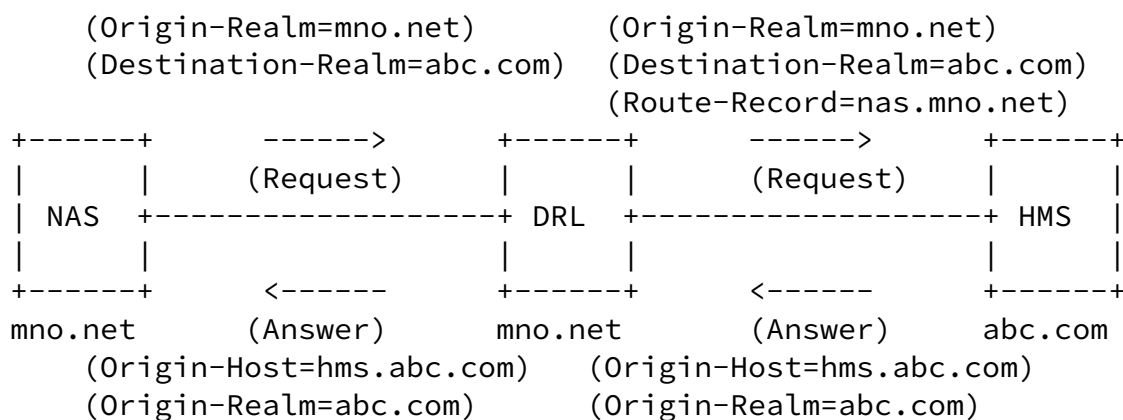 (Origin-Realm=mno.net) (Origin-Realm=mno.net)
(Destination-Realm=abc.com) (Destination-Realm=abc.com)
(Route-Record=nas.mno.net)
+------+ ------> +------+ ------> +------+
| | (Request) | | (Request) | |
| NAS +-------------------+ DRL +-------------------+ HMS |
| | | | | |
+------+ <------ +------+ <------ +------+
mno.net (Answer) mno.net (Answer) abc.com
(Origin-Host=hms.abc.com) (Origin-Host=hms.abc.com)
(Origin-Realm=abc.com) (Origin-Realm=abc.com)